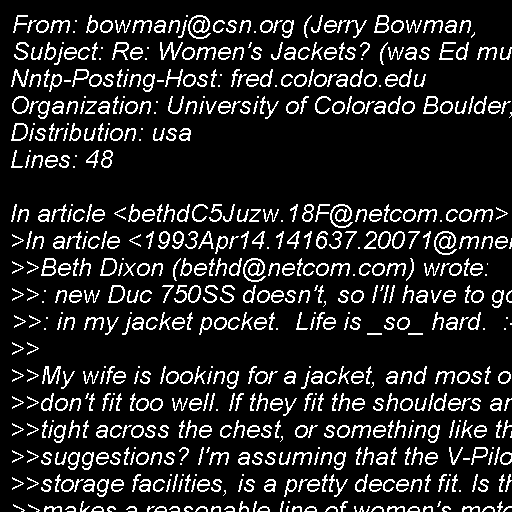 From: bowmanj@csn.org (Jerry Bowman,
Subject: Re: Women's Jackets? (was Ed mu
Nntp-Posting-Host: fred.colorado.edu
Organization: University of Colorado Boulder,
Distribution: usa
Lines: 48

In article <bethdC5Juzw.18F@netcom.com>
>In article <1993Apr14.141637.20071@mne
>>Beth Dixon (bethd@netcom.com) wrote:
>>: new Duc 750SS doesn't, so I'll have to go
>>: in my jacket pocket.  Life is _so_ hard.  :-
>>
>>My wife is looking for a jacket, and most o
>>don't fit too well. If they fit the shoulders an
>>tight across the chest, or something like th
>>suggestions? I'm assuming that the V-Pilo
>>storage facilities, is a pretty decent fit. Is th
>>makes a reasonable line of women's moto